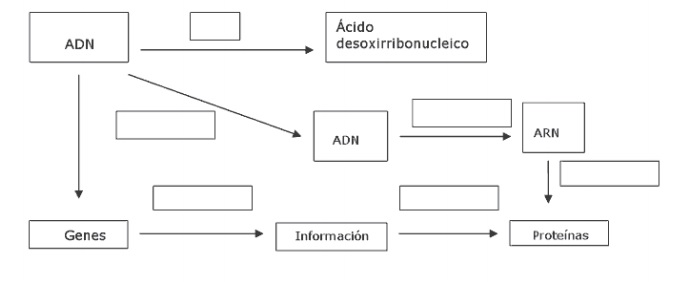 ADN
Ácido
desoxirribonucleico
ADN
ARN
Genes
Información
Proteínas